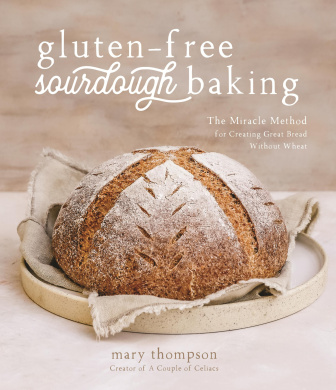 gluten-free
sourdough baking
The Miracle Method
for Creating Great Bread
Without Wheat
mary thompson
Creator of A Couple of Celiacs